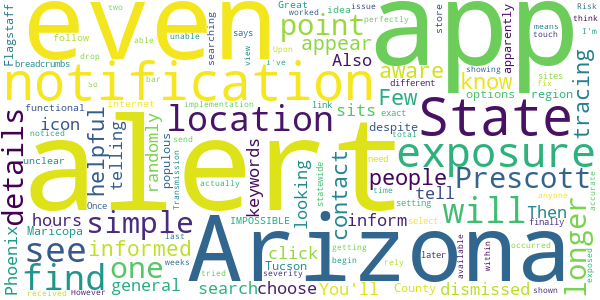 even app
notification
alert
Arizona
State
exposure
location
point
appear
Prescott
will
see
find
simple
details
longer
people
contact
tracing
one
Few
aware
know
sits
icon
helpful
telling
randomly
keywords
looking
hours
informed
general
search
choose
click
inform
tell
Then
You'll
dismissed
Also
region
options
Phoenix
Maricopa
Tucson
County
Flagstaff
breadcrumbs
functional
unclear
populous
despite
apparently
searching
store
follow
drop
bar
two
able
unable
says
view
Great
worked
idea
issue
perfectly
Upon
I've
different
means
touch
Risk
think
I'm
showing
sites
fix
internet
noticed
so
implementation
link
exact
total
Transmission
send
actually
need
setting
statewide
time
rely
select
anyone
accurate
exposed
Once
last
weeks
received
However
tried
severity
IMPOSSIBLE
getting
begin
finally
later
available
within
occurred
shown